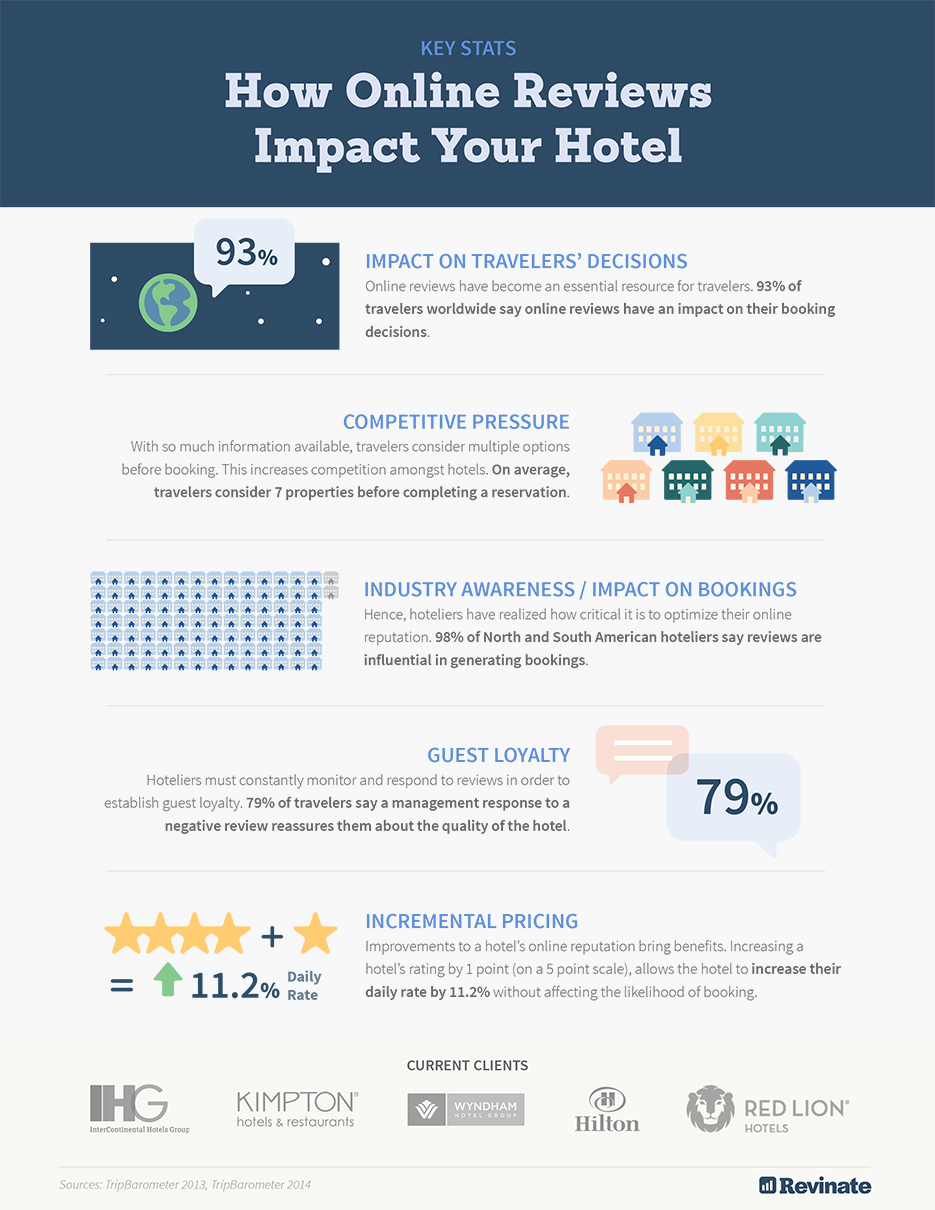 KEY STATS
How Online Reviews
Impact Your Hotel
93%
IMPACT ON TRAVELERS’ DECISIONS
Online reviews have become an essential resource for travelers. 93% of
travelers worldwide say online reviews have an impact on their booking
decisions.
COMPETITIVE PRESSURE
With so much information available, travelers consider multiple options
before booking. This increases competition amongst hotels. On average,
travelers consider 7 properties before completing a reservation.
INDUSTRY AWARENESS / IMPACT ON BOOKINGS
Hence, hoteliers have realized how critical it is to optimize their online
reputation. 98% of North and South American hoteliers say reviews are
influential in generating bookings.
GUEST LOYALTY
Hoteliers must constantly monitor and respond to reviews in order to
establish guest loyalty. 79% of travelers say a management response to a
negative review reassures them about the quality of the hotel.
79%
+
= 11.2% Daily
Rate
INCREMENTAL PRICING
Improvements to a hotel’s online reputation bring benefits. Increasing a
hotel’s rating by 1 point (on a 5 point scale), allows the hotel to increase their
daily rate by 11.2% without affecting the likelihood of booking.
CURRENT CLIENTS
IHG
InterContinental Hotels Group
KIMPTON®
hotels & restaurants
WYNDHAM
HOTEL GROUP
H
Hilton
RED LION®
HOTELS
Sources: TripBarometer 2013, TripBarometer 2014
Revinate